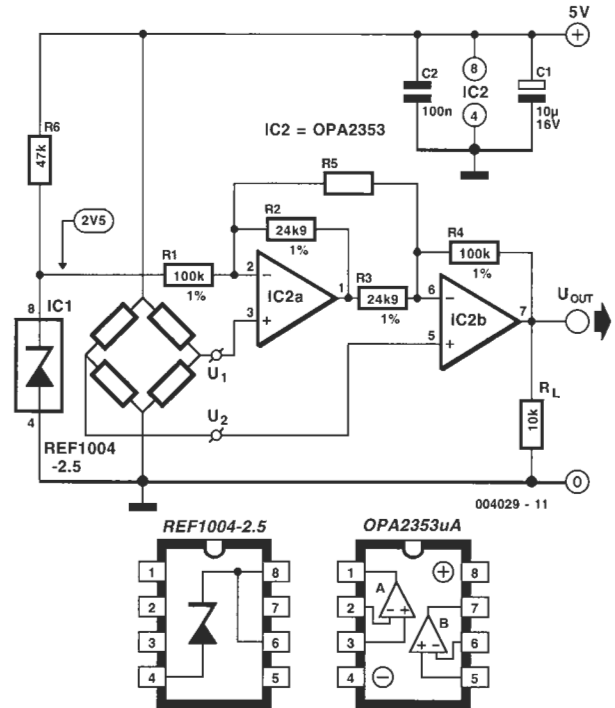 5V
+
R6
47k
2V5
8
IC1
4
REF1004
-2.5
C2
100n
8
IC2
4
C1
10µ
16V
IC2 = OPA2353
R5
R2
24k9
1%
R1
100k
1%
2
−
IC2a
1
3
+
R3
24k9
1%
R4
100k
1%
6
−
IC2b
7
5
+
UOUT
U1
U2
RL
10k
0
004029 - 11
REF1004-2.5
1
2
3
4
8
7
6
5
OPA2353uA
1
2
3
4
A
− +
B
+ −
+
−
8
7
6
5